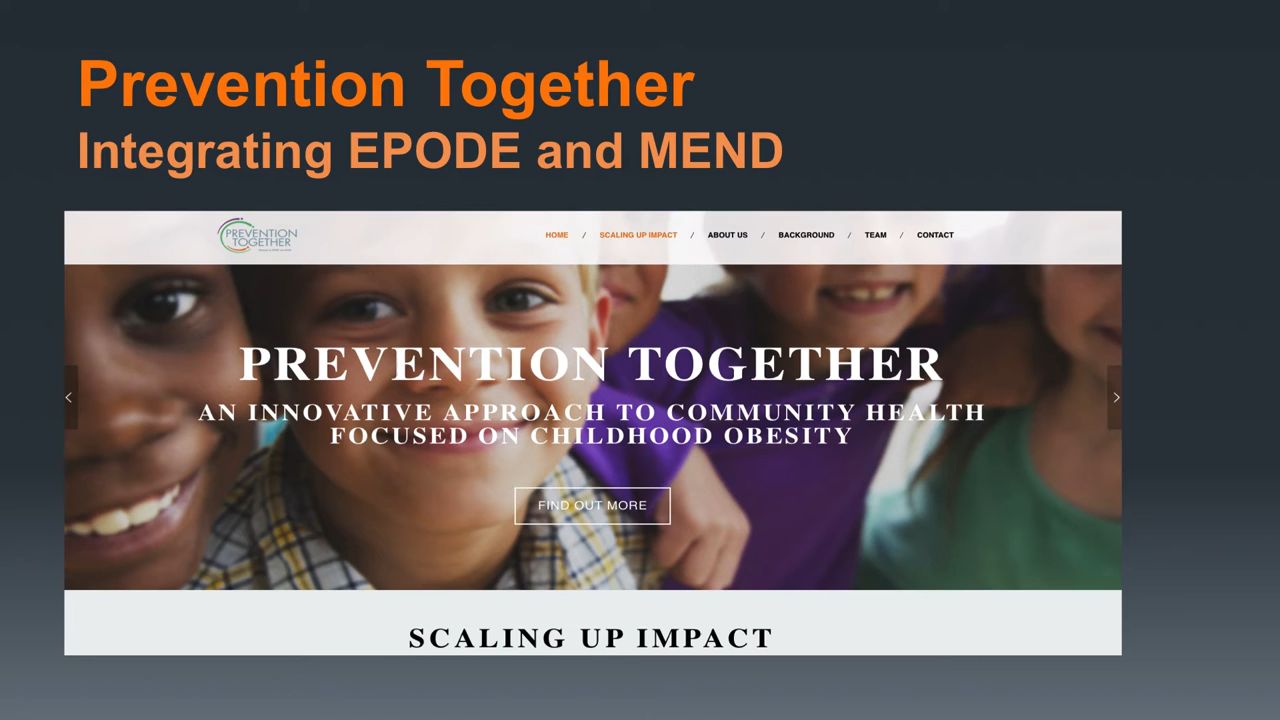 Prevention Together
Integrating EPODE and MEND
PREVENTION
TOGETHER
HOME / SCALING UP IMPACT / ABOUT US / BACKGROUND / TEAM / CONTACT
PREVENTION TOGETHER
AN INNOVATIVE APPROACH TO COMMUNITY HEALTH
FOCUSED ON CHILDHOOD OBESITY
FIND OUT MORE
SCALING UP IMPACT